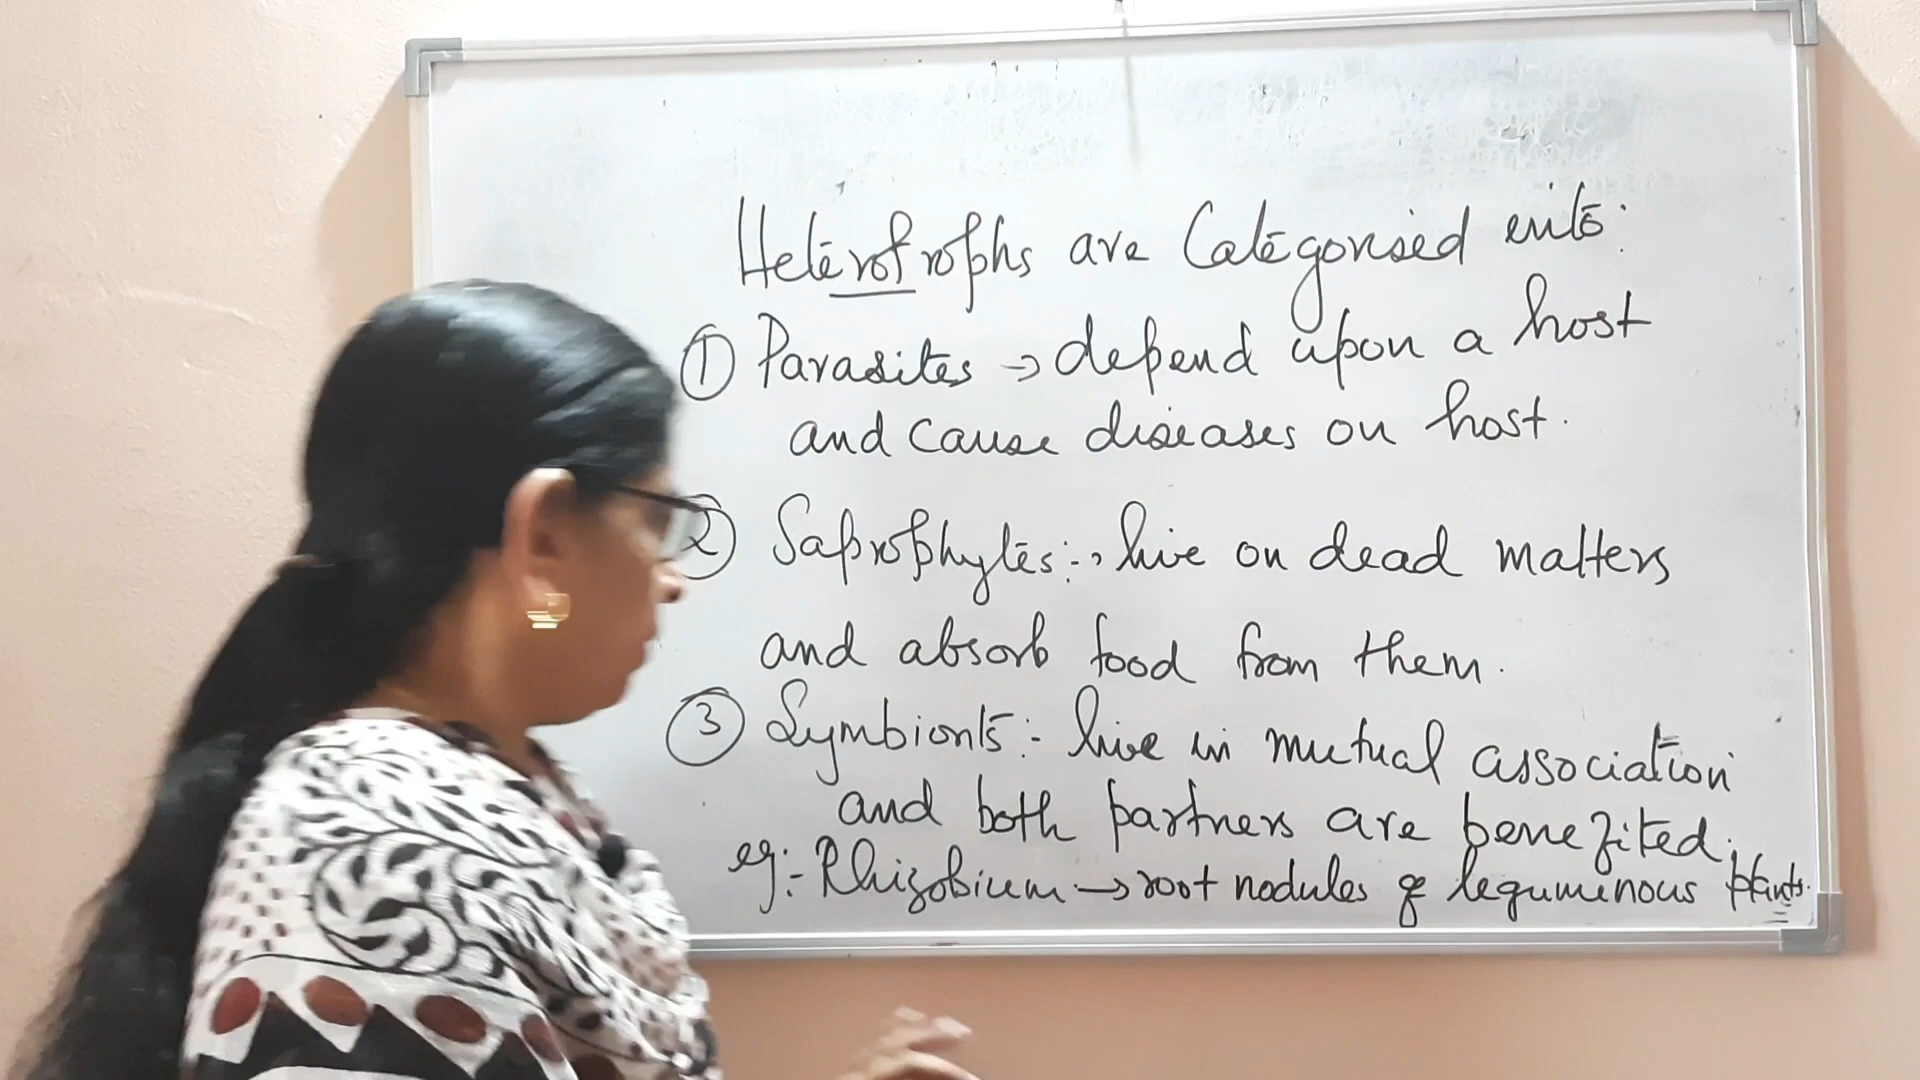 Heterotrophs are Categorised into:
① Parasites → depend upon a host
and cause diseases on host.
② Saprophytes:→ live on dead matters
and absorb food from them.
③ Symbionts:- live in mutual association
and both partners are benefited.
eg:- Rhizobium → root nodules of leguminous plants.